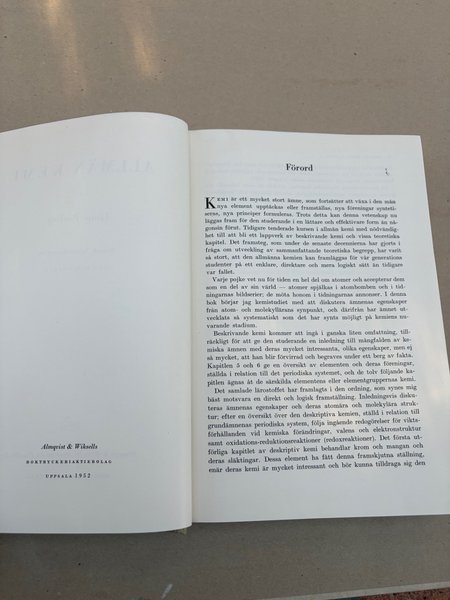 ALLMÄN KEMI
Almqvist & Wiksells
BOKTRYCKERIAKTIEBOLAG
UPPSALA 1952
Förord
KEMI är ett mycket stort ämne, som fortsätter att växa i den mån
nya element upptäckas eller framställas, nya föreningar syntetis-
eras, nya principer formuleras. Trots detta kan denna vetenskap nu
läggas fram för den studerande i en lättare och effektivare form än nå-
gonsin förut. Tidigare tenderade kursen i allmän kemi med nödvändig-
het till att bli ett lappverk av beskrivande kemi och vissa teoretiska
kapitel. Det framsteg, som under de senaste decennierna har gjorts i
fråga om utveckling av sammanfattande teoretiska begrepp, har varit
så stort, att den allmänna kemien kan framläggas för vår generations
studenter på ett enklare, direktare och mera logiskt sätt än tidigare
var fallet.
Varje pojke vet nu för tiden en hel del om atomer och accepterar dem
som en del av sin värld — atomer spjälkas i atombomben och i tid-
ningarnas bildserier; de möta honom i tidningarnas annonser. I denna
bok börjar jag kemistudiet med att diskutera ämnenas egenskaper
från atom- och molekyllärans synpunkt, och därifrån har ämnet ut-
vecklats så systematiskt som det har synts möjligt på kemiens nu-
varande stadium.
Beskrivande kemi kommer att ingå i ganska liten omfattning, till-
räckligt för att ge den studerande en inledning till mångfalden av ke-
miska ämnen med deras mycket intressanta, olika egenskaper, men ej
så mycket, att han blir förvirrad och begraves under ett berg av fakta.
Kapitlen 5 och 6 ge en översikt av elementen och deras föreningar,
ställda i relation till det periodiska systemet, och de tolv följande kapit-
len ägnas åt de särskilda elementens eller elementgruppernas kemi.
Det samlade lärostoffet har framlagts i den ordning, som synes mig
bäst motsvara en direkt och logisk framställning. Inledningsvis disku-
teras ämnenas egenskaper och deras atomära och molekylära struk-
tur; efter en översikt över den deskriptiva kemien, ställd i relation till
grundämnenas periodiska system, följa ingående redogörelser för vikts-
förhållanden vid kemiska förändringar, valens och elektronstruktur
samt oxidations-reduktionsreaktioner (redoxreaktioner). Det första ut-
förliga kapitlet av deskriptiv kemi behandlar krom och mangan och
deras släktingar. Dessa element ha fått denna framskjutna ställning,
enär deras kemi är mycket intressant och bör kunna tilldraga sig den